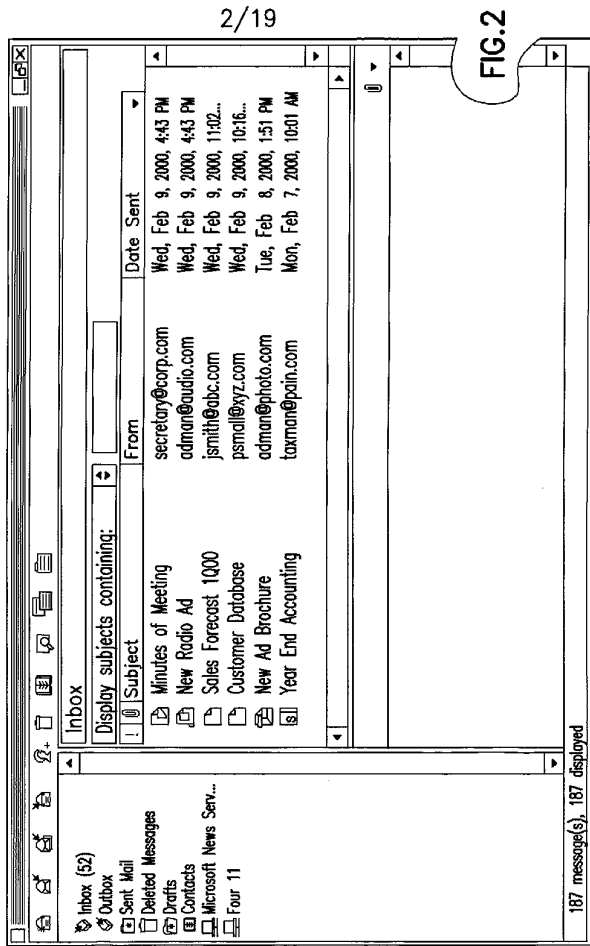 2/19
Inbox
Display subjects containing:
! Subject From Date Sent
Minutes of Meeting secretary@corp.com Wed, Feb 9, 2000, 4:43 PM
New Radio Ad adman@audio.com Wed, Feb 9, 2000, 4:43 PM
Sales Forecast 1Q00 jsmith@abc.com Wed, Feb 9, 2000, 11:02...
Customer Database psmall@xyz.com Wed, Feb 9, 2000, 10:16...
New Ad Brochure adman@photo.com Tue, Feb 8, 2000, 1:51 PM
s Year End Accounting taxman@pain.com Mon, Feb 7, 2000, 10:01 AM
Inbox (52)
Outbox
Sent Mail
Deleted Messages
Drafts
Contacts
Microsoft News Serv...
Four 11
187 message(s), 187 displayed
FIG.2